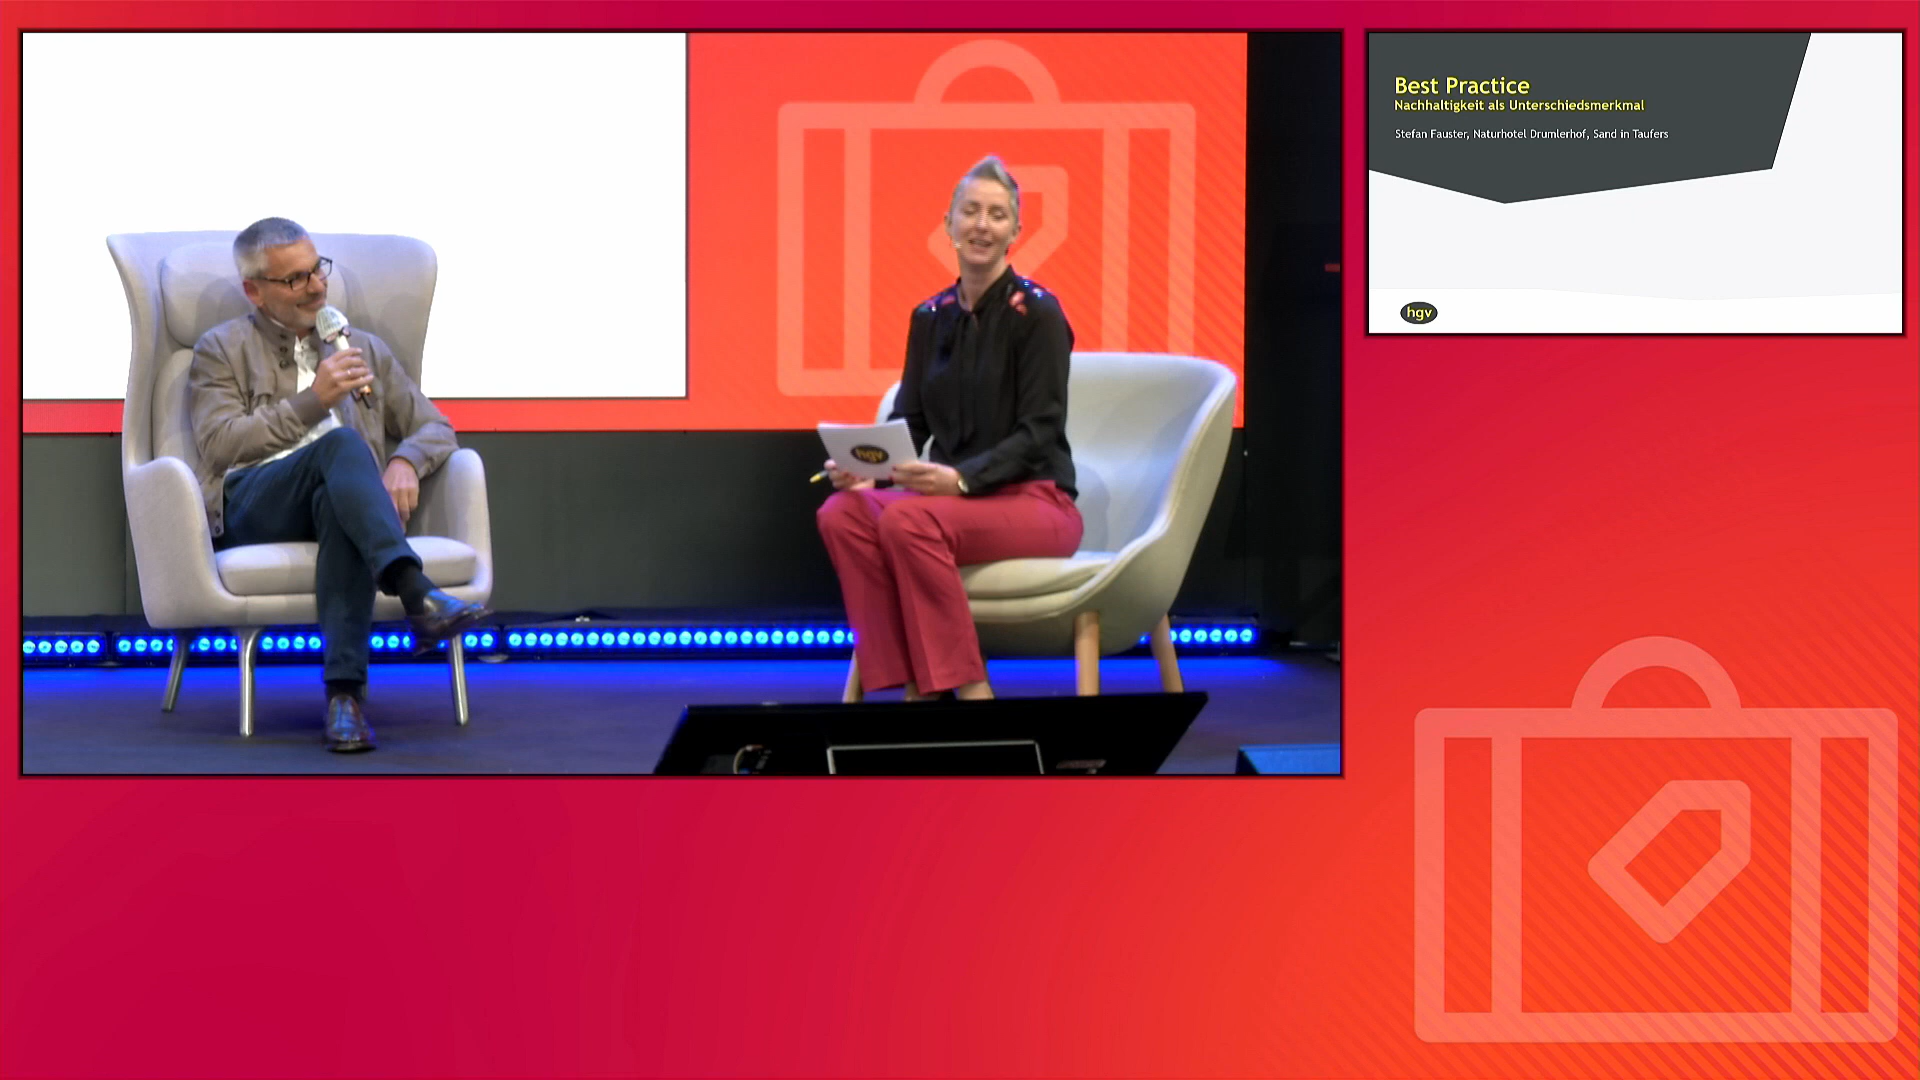 Best Practice
Nachhaltigkeit als Unterschiedsmerkmal
Stefan Fauster, Naturhotel Drumlerhof, Sand in Taufers
hgv
hgv